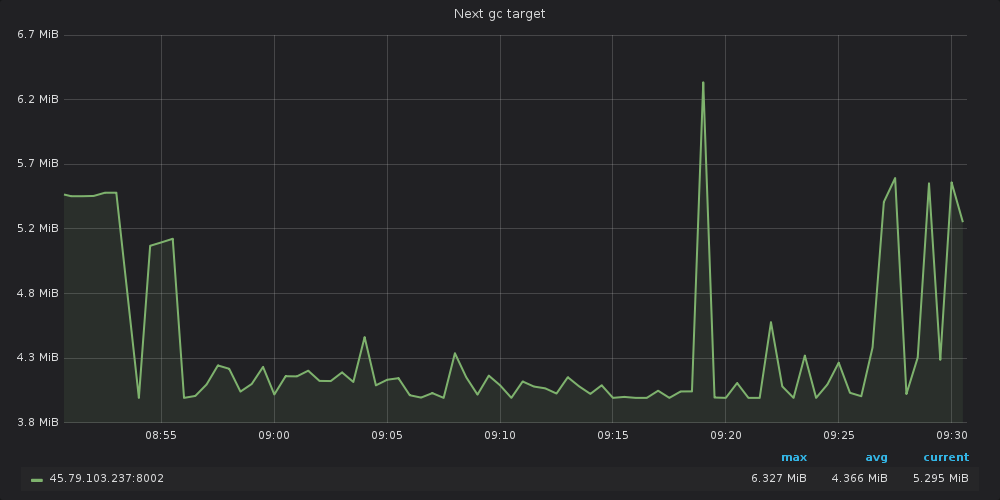 Next gc target
6.7 MiB
6.2 MiB
5.7 MiB
5.2 MiB
4.8 MiB
4.3 MiB
3.8 MiB
08:55 09:00 09:05 09:10 09:15 09:20 09:25 09:30
max avg current
45.79.103.237:8002 6.327 MiB 4.366 MiB 5.295 MiB